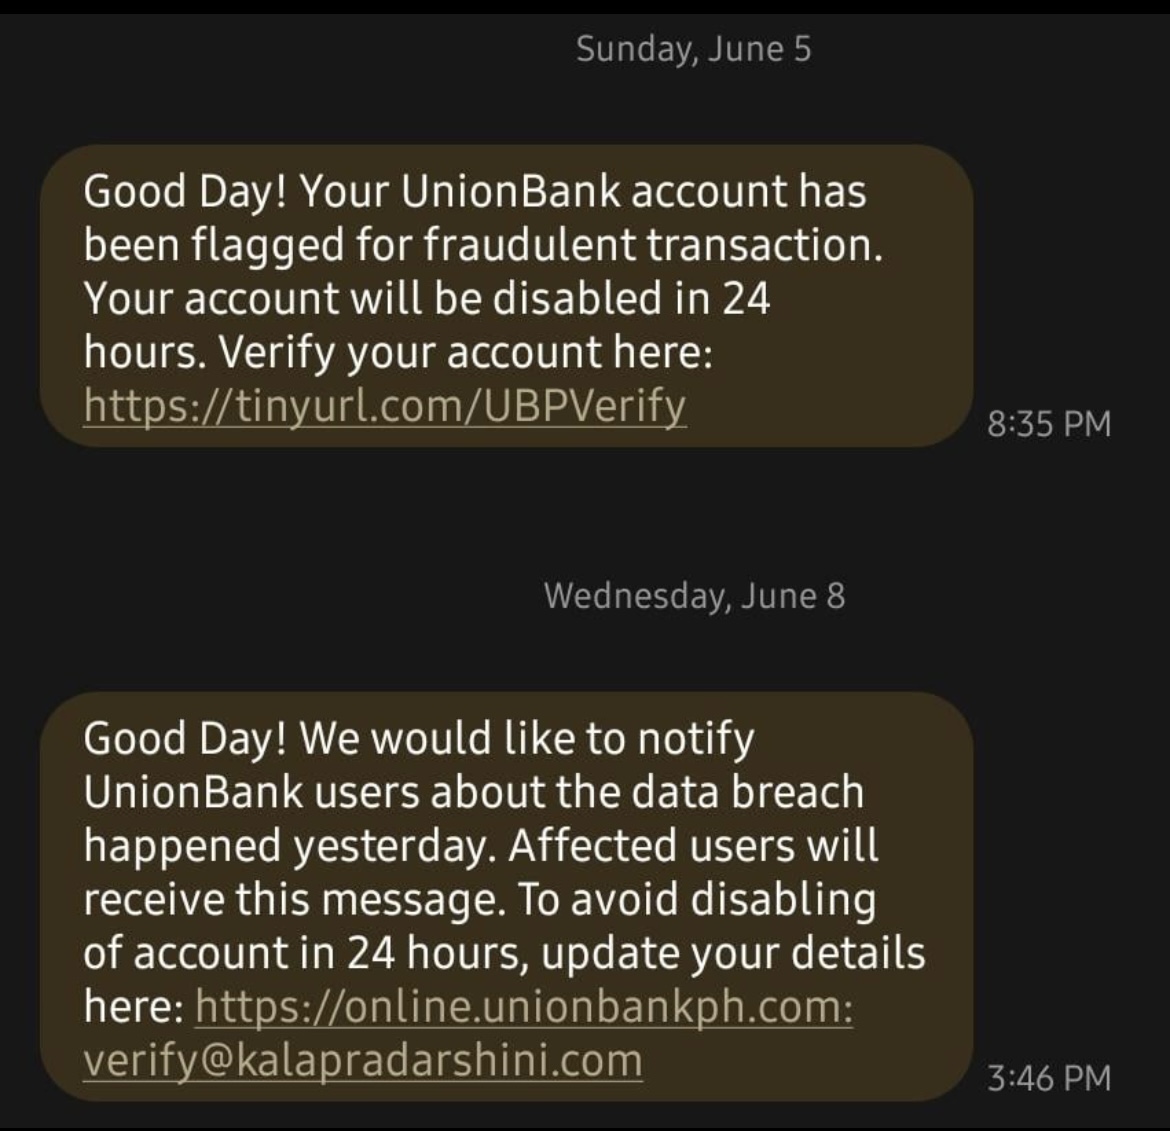 Sunday, June 5
Good Day! Your UnionBank account has
been flagged for fraudulent transaction.
Your account will be disabled in 24
hours. Verify your account here:
https://tinyurl.com/UBPVerify
8:35 PM
Wednesday, June 8
Good Day! We would like to notify
UnionBank users about the data breach
happened yesterday. Affected users will
receive this message. To avoid disabling
of account in 24 hours, update your details
here: https://online.unionbankph.com:
verify@kalapradarshini.com
3:46 PM